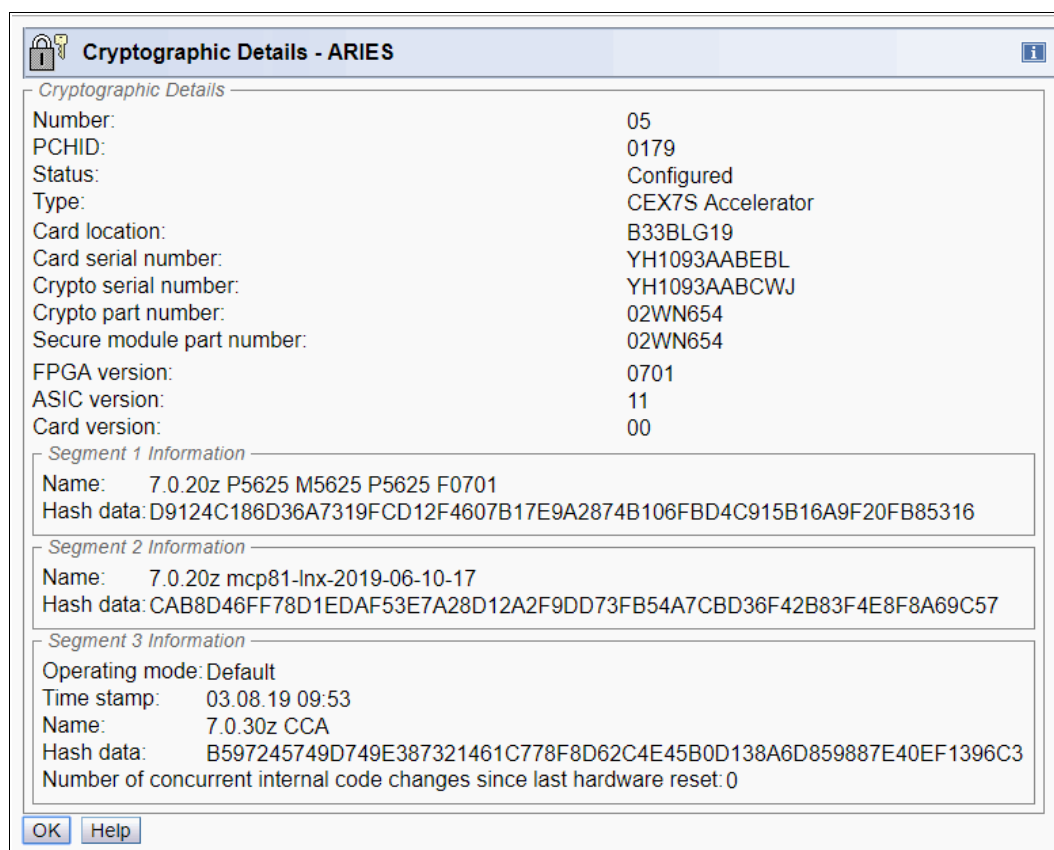 Cryptographic Details - ARIES
Cryptographic Details
Number: 05
PCHID: 0179
Status: Configured
Type: CEX7S Accelerator
Card location: B33BLG19
Card serial number: YH1093AABEBL
Crypto serial number: YH1093AABCWJ
Crypto part number: 02WN654
Secure module part number: 02WN654
FPGA version: 0701
ASIC version: 11
Card version: 00
Segment 1 Information
Name: 7.0.20z P5625 M5625 P5625 F0701
Hash data: D9124C186D36A7319FCD12F4607B17E9A2874B106FBD4C915B16A9F20FB85316
Segment 2 Information
Name: 7.0.20z mcp81-lnx-2019-06-10-17
Hash data: CAB8D46FF78D1EDAF53E7A28D12A2F9DD73FB54A7CBD36F42B83F4E8F8A69C57
Segment 3 Information
Operating mode: Default
Time stamp: 03.08.19 09:53
Name: 7.0.30z CCA
Hash data: B597245749D749E387321461C778F8D62C4E45B0D138A6D859887E40EF1396C3
Number of concurrent internal code changes since last hardware reset: 0
OK Help